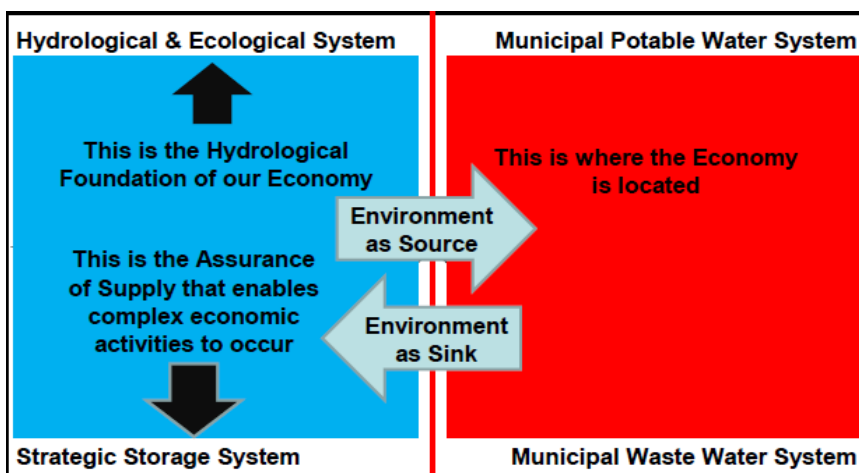 Hydrological & Ecological System
Municipal Potable Water System
This is the Hydrological
Foundation of our Economy
This is where the Economy
is located
Environment
as Source
This is the Assurance
of Supply that enables
complex economic
activities to occur
Environment
as Sink
Strategic Storage System
Municipal Waste Water System